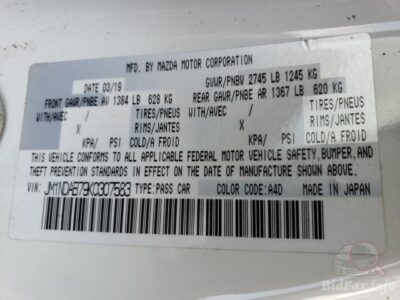 MFD. BY MAZDA MOTOR CORPORATION
DATE 03/19 GVWR/PNBV 2745 LB 1245 KG
FRONT GAWR/PNBE AV 1384 LB 628 KG REAR GAWR/PNBE AR 1367 LB 620 KG
WITH/AVEC / TIRES/PNEUS WITH/AVEC / TIRES/PNEUS
X RIMS/JANTES X RIMS/JANTES
KPA/ PSI COLD/A FROID KPA/ PSI COLD/A FROID
THIS VEHICLE CONFORMS TO ALL APPLICABLE FEDERAL MOTOR VEHICLE SAFETY, BUMPER, AND
THEFT PREVENTION STANDARDS IN EFFECT ON THE DATE OF MANUFACTURE SHOWN ABOVE.
VIN: JM1NDAB79K0307583 TYPE:PASS CAR COLOR CODE:A4D MADE IN JAPAN
BidFax.info